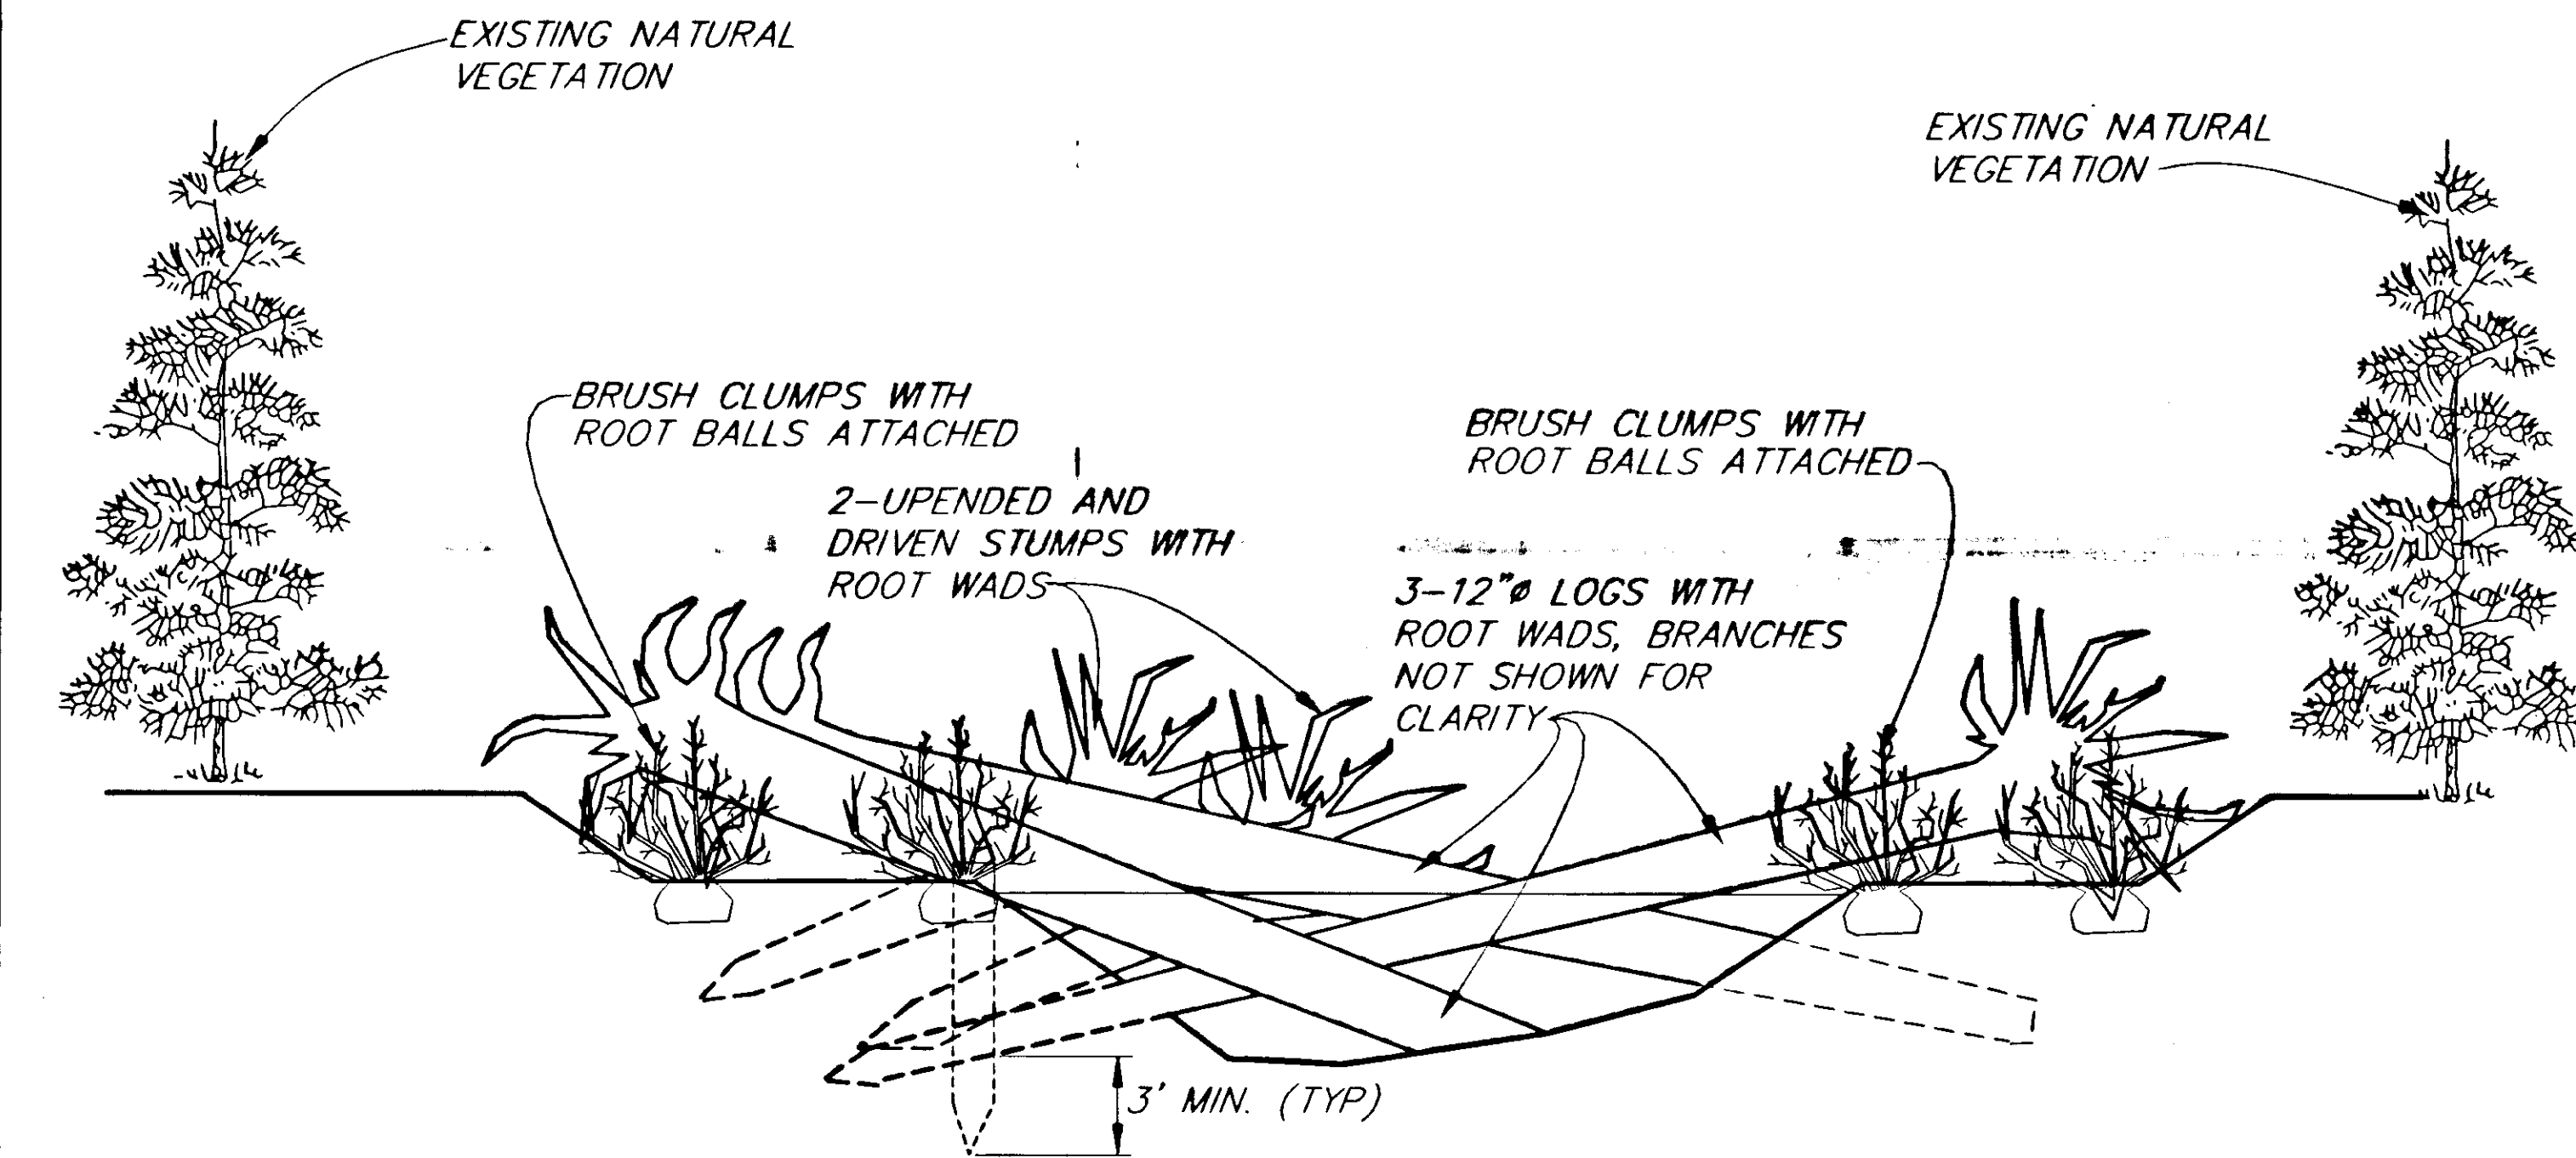 EXISTING NATURAL
VEGETATION
EXISTING NATURAL
VEGETATION
BRUSH CLUMPS WITH
ROOT BALLS ATTACHED
BRUSH CLUMPS WITH
ROOT BALLS ATTACHED
2-UPENDED AND
DRIVEN STUMPS WITH
ROOT WADS
3-12"ø LOGS WITH
ROOT WADS, BRANCHES
NOT SHOWN FOR
CLARITY
3' MIN. (TYP)